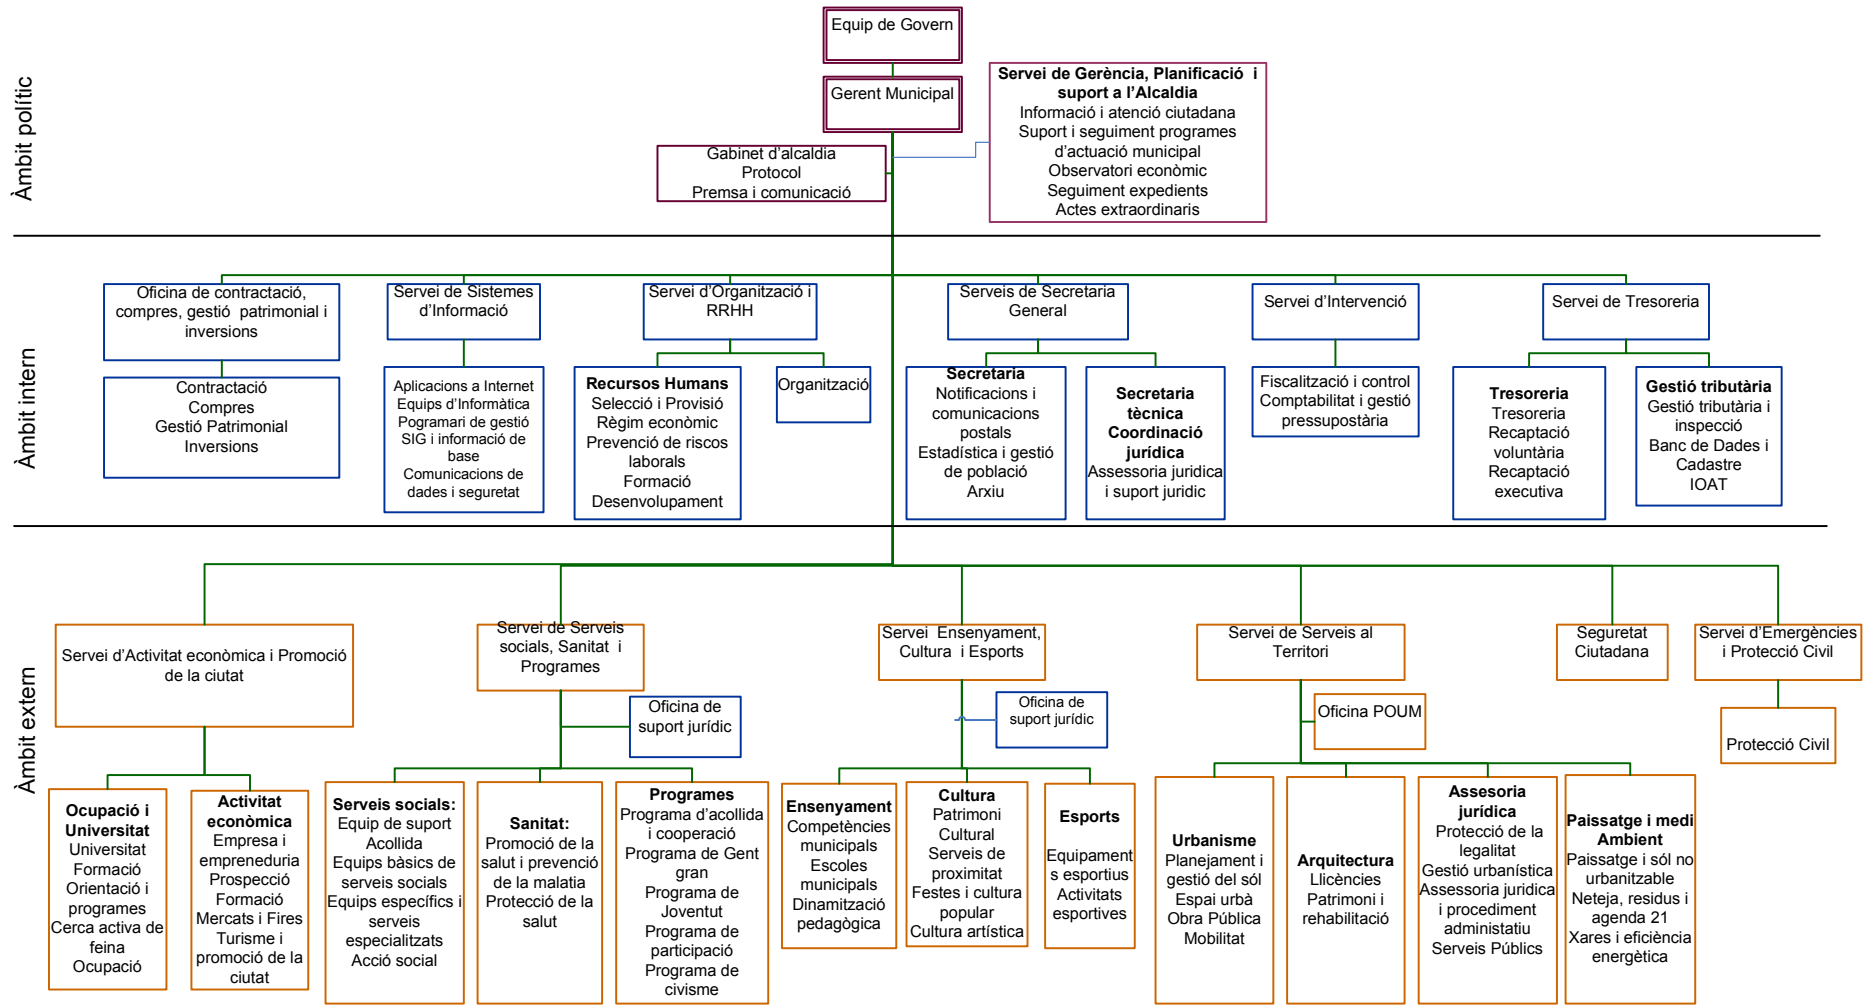 Àmbit polític
Equip de Govern
Gerent Municipal
Servei de Gerència, Planificació i
suport a l'Alcaldia
Informació i atenció ciutadana
Suport i seguiment programes
d'actuació municipal
Observatori econòmic
Seguiment expedients
Actes extraordinaris
Gabinet d'alcaldia
Protocol
Premsa i comunicació
Àmbit intern
Oficina de contractació,
compres, gestió patrimonial i
inversions
Servei de Sistemes
d'Informació
Servei d'Organització i
RRHH
Serveis de Secretaria
General
Servei d'Intervenció
Servei de Tresoreria
Contractació
Compres
Gestió Patrimonial
Inversions
Aplicacions a Internet
Equips d'Informàtica
Pogramari de gestió
SIG i informació de
base
Comunicacions de
dades i seguretat
Recursos Humans
Selecció i Provisió
Règim econòmic
Prevenció de riscos
laborals
Formació
Desenvolupament
Organització
Secretaria
Notificacions i
comunicacions
postals
Estadística i gestió
de població
Arxiu
Secretaria
tècnica
Coordinació
jurídica
Assessoria juridica
i suport juridic
Fiscalització i control
Comptabilitat i gestió
pressupostària
Tresoreria
Tresoreria
Recaptació
voluntària
Recaptació
executiva
Gestió tributària
Gestió tributària i
inspecció
Banc de Dades i
Cadastre
IOAT
Àmbit extern
Servei d'Activitat econòmica i Promoció
de la ciutat
Servei de Serveis
socials, Sanitat i
Programes
Servei Ensenyament,
Cultura i Esports
Servei de Serveis al
Territori
Seguretat
Ciutadana
Servei d'Emergències
i Protecció Civil
Oficina de
suport jurídic
Oficina de
suport jurídic
Oficina POUM
Protecció Civil
Ocupació i
Universitat
Universitat
Formació
Orientació i
programes
Cerca activa de
feina
Ocupació
Activitat
econòmica
Empresa i
empreneduria
Prospecció
Formació
Mercats i Fires
Turisme i
promoció de la
ciutat
Serveis socials:
Equip de suport
Acollida
Equips bàsics de
serveis socials
Equips específics i
serveis
especialitzats
Acció social
Sanitat:
Promoció de la
salut i prevenció
de la malatia
Protecció de la
salut
Programes
Programa d'acollida
i cooperació
Programa de Gent
gran
Programa de
Joventut
Programa de
participació
Programa de
civisme
Ensenyament
Competències
municipals
Escoles
municipals
Dinamització
pedagògica
Cultura
Patrimoni
Cultural
Serveis de
proximitat
Festes i cultura
popular
Cultura artística
Esports
Equipament
s esportius
Activitats
esportives
Urbanisme
Planejament i
gestió del sól
Espai urbà
Obra Pública
Mobilitat
Arquitectura
Llicències
Patrimoni i
rehabilitació
Assesoria
jurídica
Protecció de la
legalitat
Gestió urbanística
Assessoria juridica
i procediment
administatiu
Serveis Públics
Paissatge i medi
Ambient
Paissatge i sól no
urbanitzable
Neteja, residus i
agenda 21
Xares i eficiència
energètica